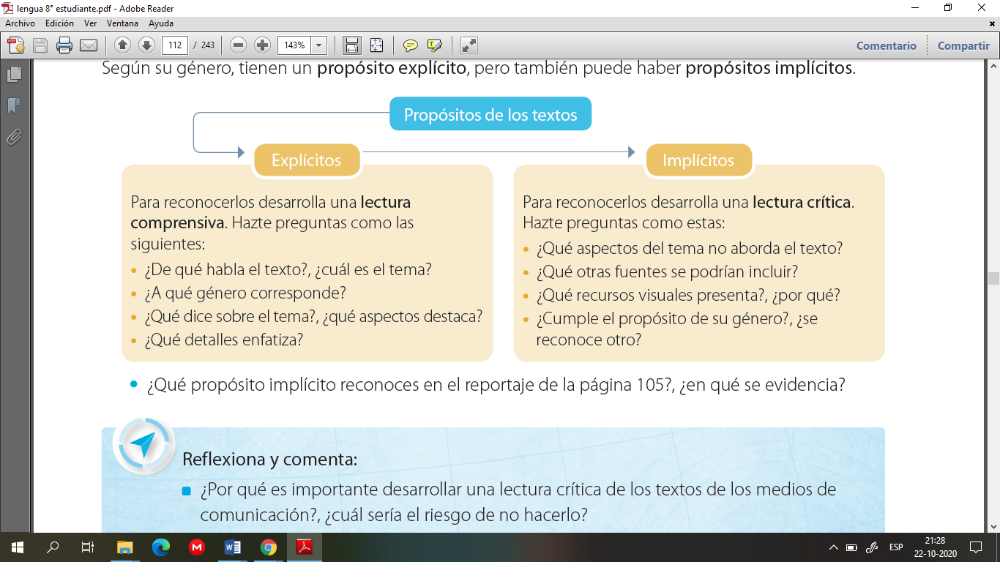 lengua 8° estudiante.pdf - Adobe Reader
Archivo Edición Ver Ventana Ayuda
112 / 243 143% Comentario Compartir
Según su género, tienen un propósito explícito, pero también puede haber propósitos implícitos.
Propósitos de los textos
Explícitos
Para reconocerlos desarrolla una lectura
comprensiva. Hazte preguntas como las
siguientes:
• ¿De qué habla el texto?, ¿cuál es el tema?
• ¿A qué género corresponde?
• ¿Qué dice sobre el tema?, ¿qué aspectos destaca?
• ¿Qué detalles enfatiza?
Implícitos
Para reconocerlos desarrolla una lectura crítica.
Hazte preguntas como estas:
• ¿Qué aspectos del tema no aborda el texto?
• ¿Qué otras fuentes se podrían incluir?
• ¿Qué recursos visuales presenta?, ¿por qué?
• ¿Cumple el propósito de su género?, ¿se
reconoce otro?
• ¿Qué propósito implícito reconoces en el reportaje de la página 105?, ¿en qué se evidencia?
Reflexiona y comenta:
¿Por qué es importante desarrollar una lectura crítica de los textos de los medios de
comunicación?, ¿cuál sería el riesgo de no hacerlo?
ESP
21:28
22-10-2020